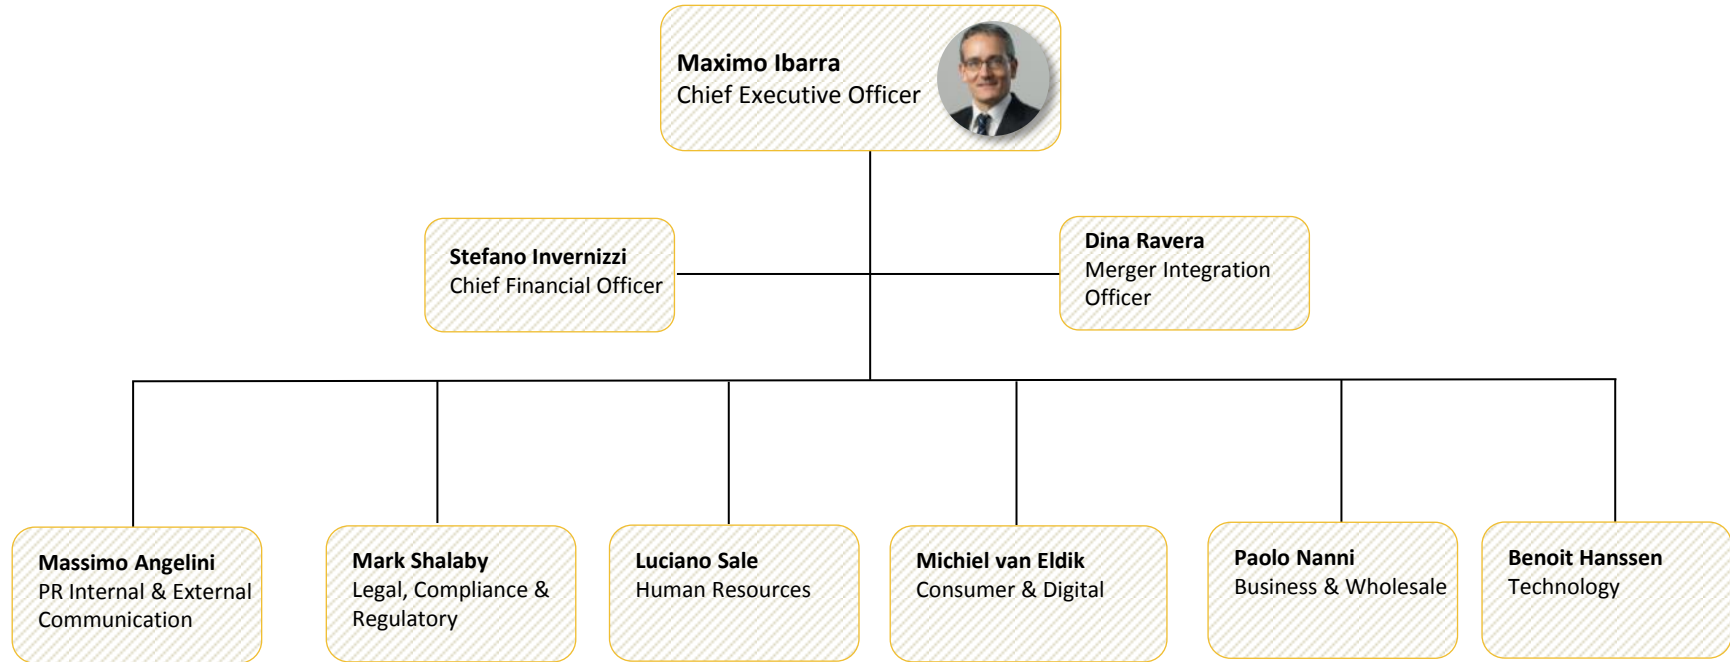 Maximo Ibarra
Chief Executive Officer
Stefano Invernizzi
Chief Financial Officer
Dina Ravera
Merger Integration
Officer
Massimo Angelini
PR Internal & External
Communication
Mark Shalaby
Legal, Compliance &
Regulatory
Luciano Sale
Human Resources
Michiel van Eldik
Consumer & Digital
Paolo Nanni
Business & Wholesale
Benoit Hanssen
Technology